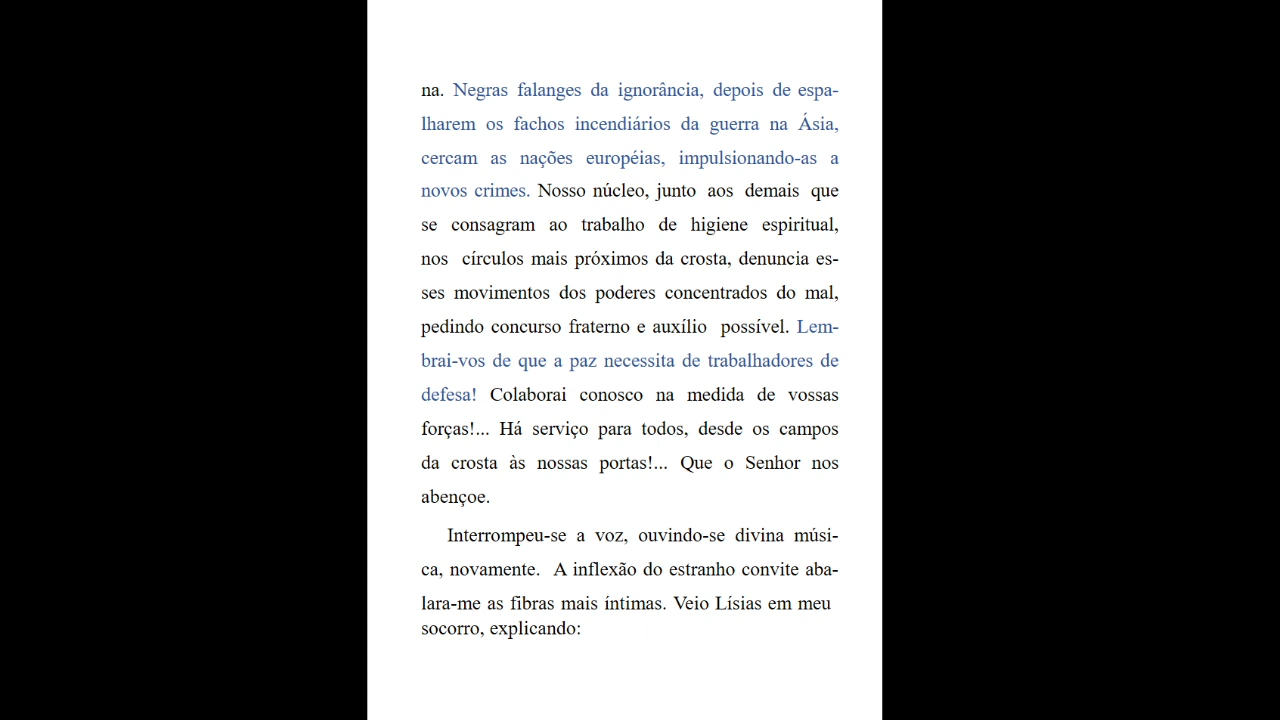 na. Negras falanges da ignorância, depois de espa-
lharem os fachos incendiários da guerra na Ásia,
cercam as nações européias, impulsionando-as a
novos crimes. Nosso núcleo, junto aos demais que
se consagram ao trabalho de higiene espiritual,
nos círculos mais próximos da crosta, denuncia es-
ses movimentos dos poderes concentrados do mal,
pedindo concurso fraterno e auxílio possível. Lem-
brai-vos de que a paz necessita de trabalhadores de
defesa! Colaborai conosco na medida de vossas
forças!... Há serviço para todos, desde os campos
da crosta às nossas portas!... Que o Senhor nos
abençoe.
Interrompeu-se a voz, ouvindo-se divina músi-
ca, novamente. A inflexão do estranho convite aba-
lara-me as fibras mais íntimas. Veio Lísias em meu
socorro, explicando: